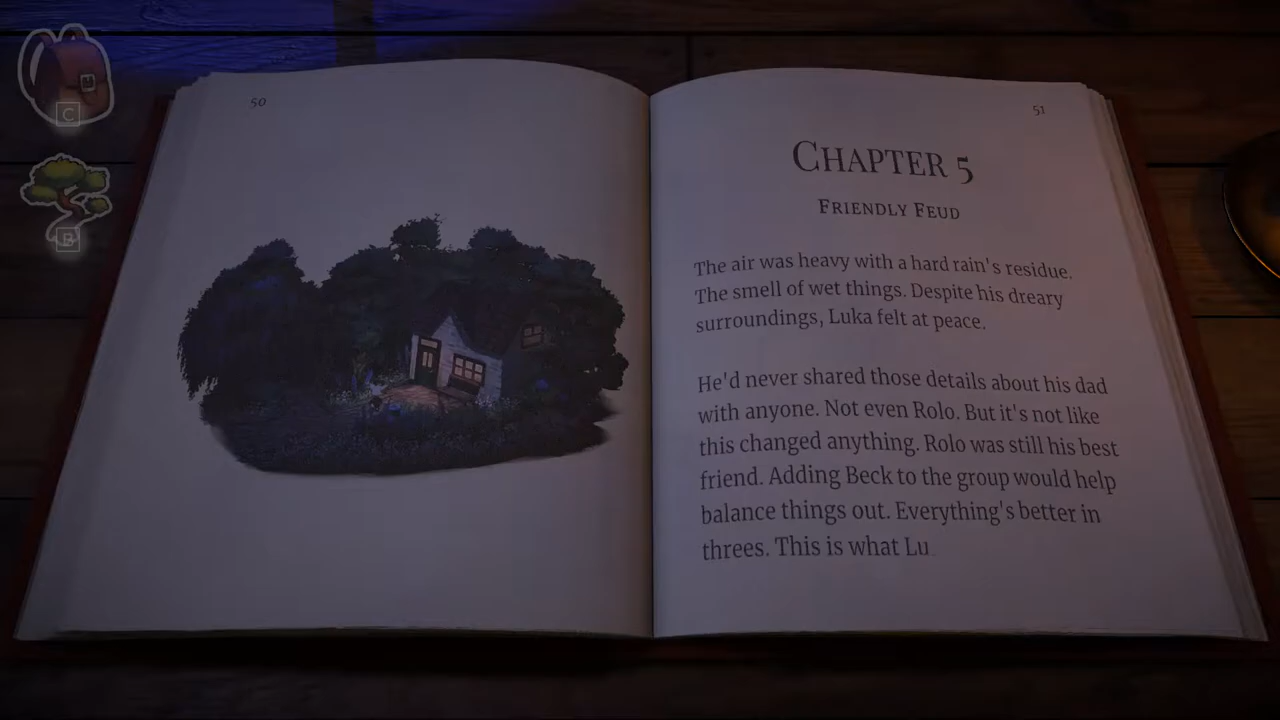 C
B
50
51
CHAPTER 5
FRIENDLY FEUD
The air was heavy with a hard rain's residue.
The smell of wet things. Despite his dreary
surroundings, Luka felt at peace.
He'd never shared those details about his dad
with anyone. Not even Rolo. But it's not like
this changed anything. Rolo was still his best
friend. Adding Beck to the group would help
balance things out. Everything's better in
threes. This is what Lu